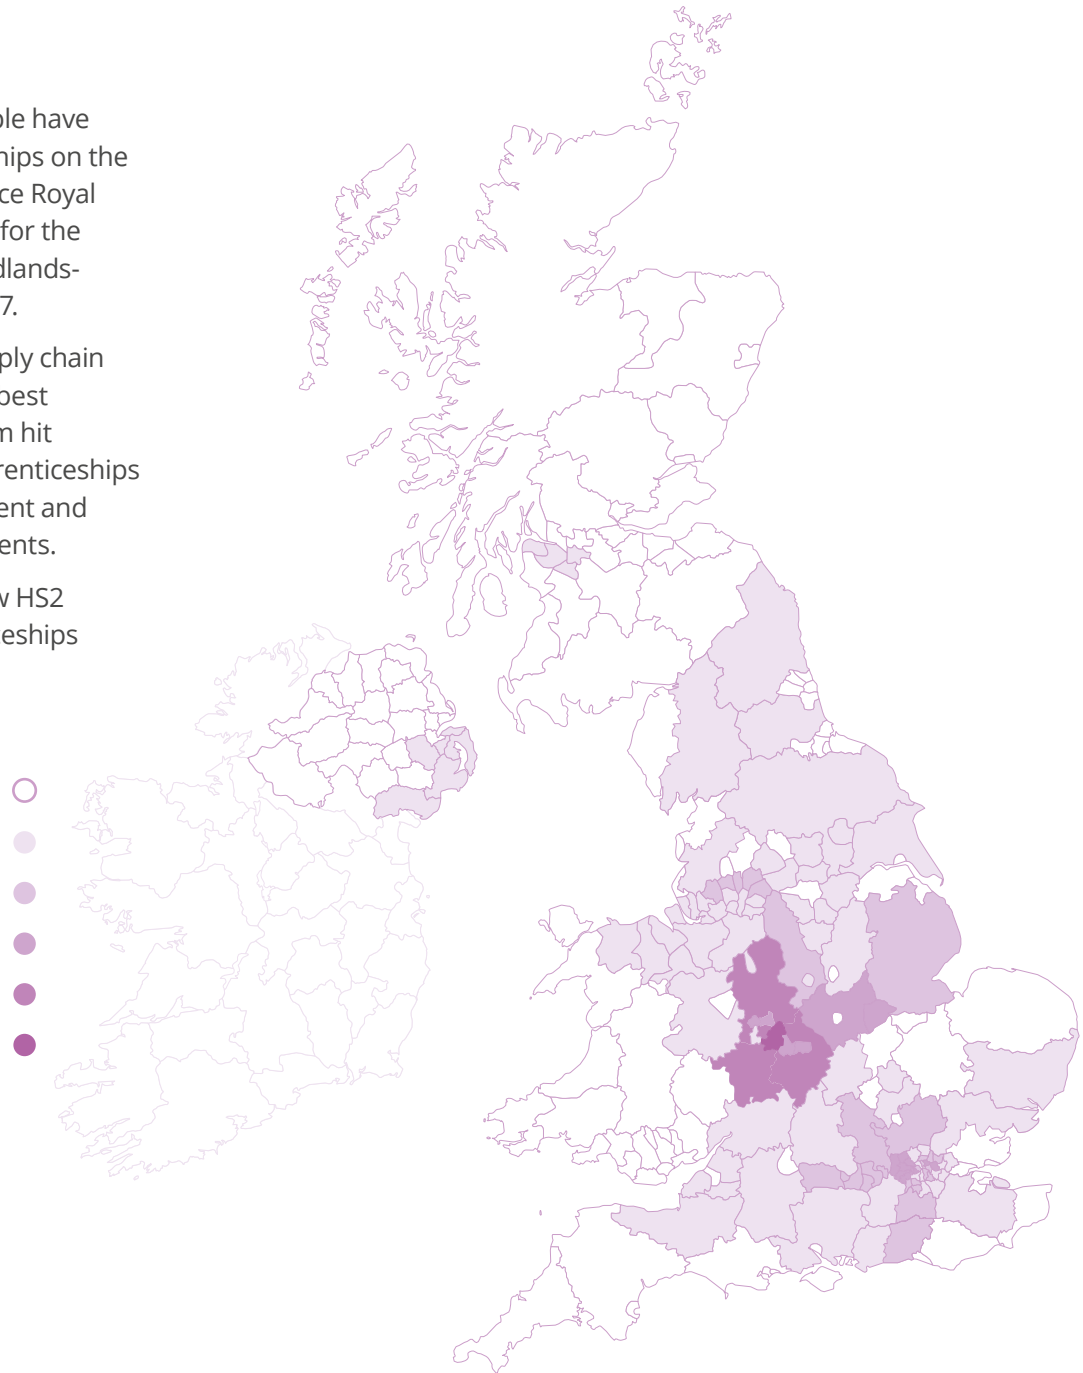 ple have
hips on the
ce Royal
for the
dlands-
7.
ply chain
best
m hit
renticeships
ent and
ents.
w HS2
eships